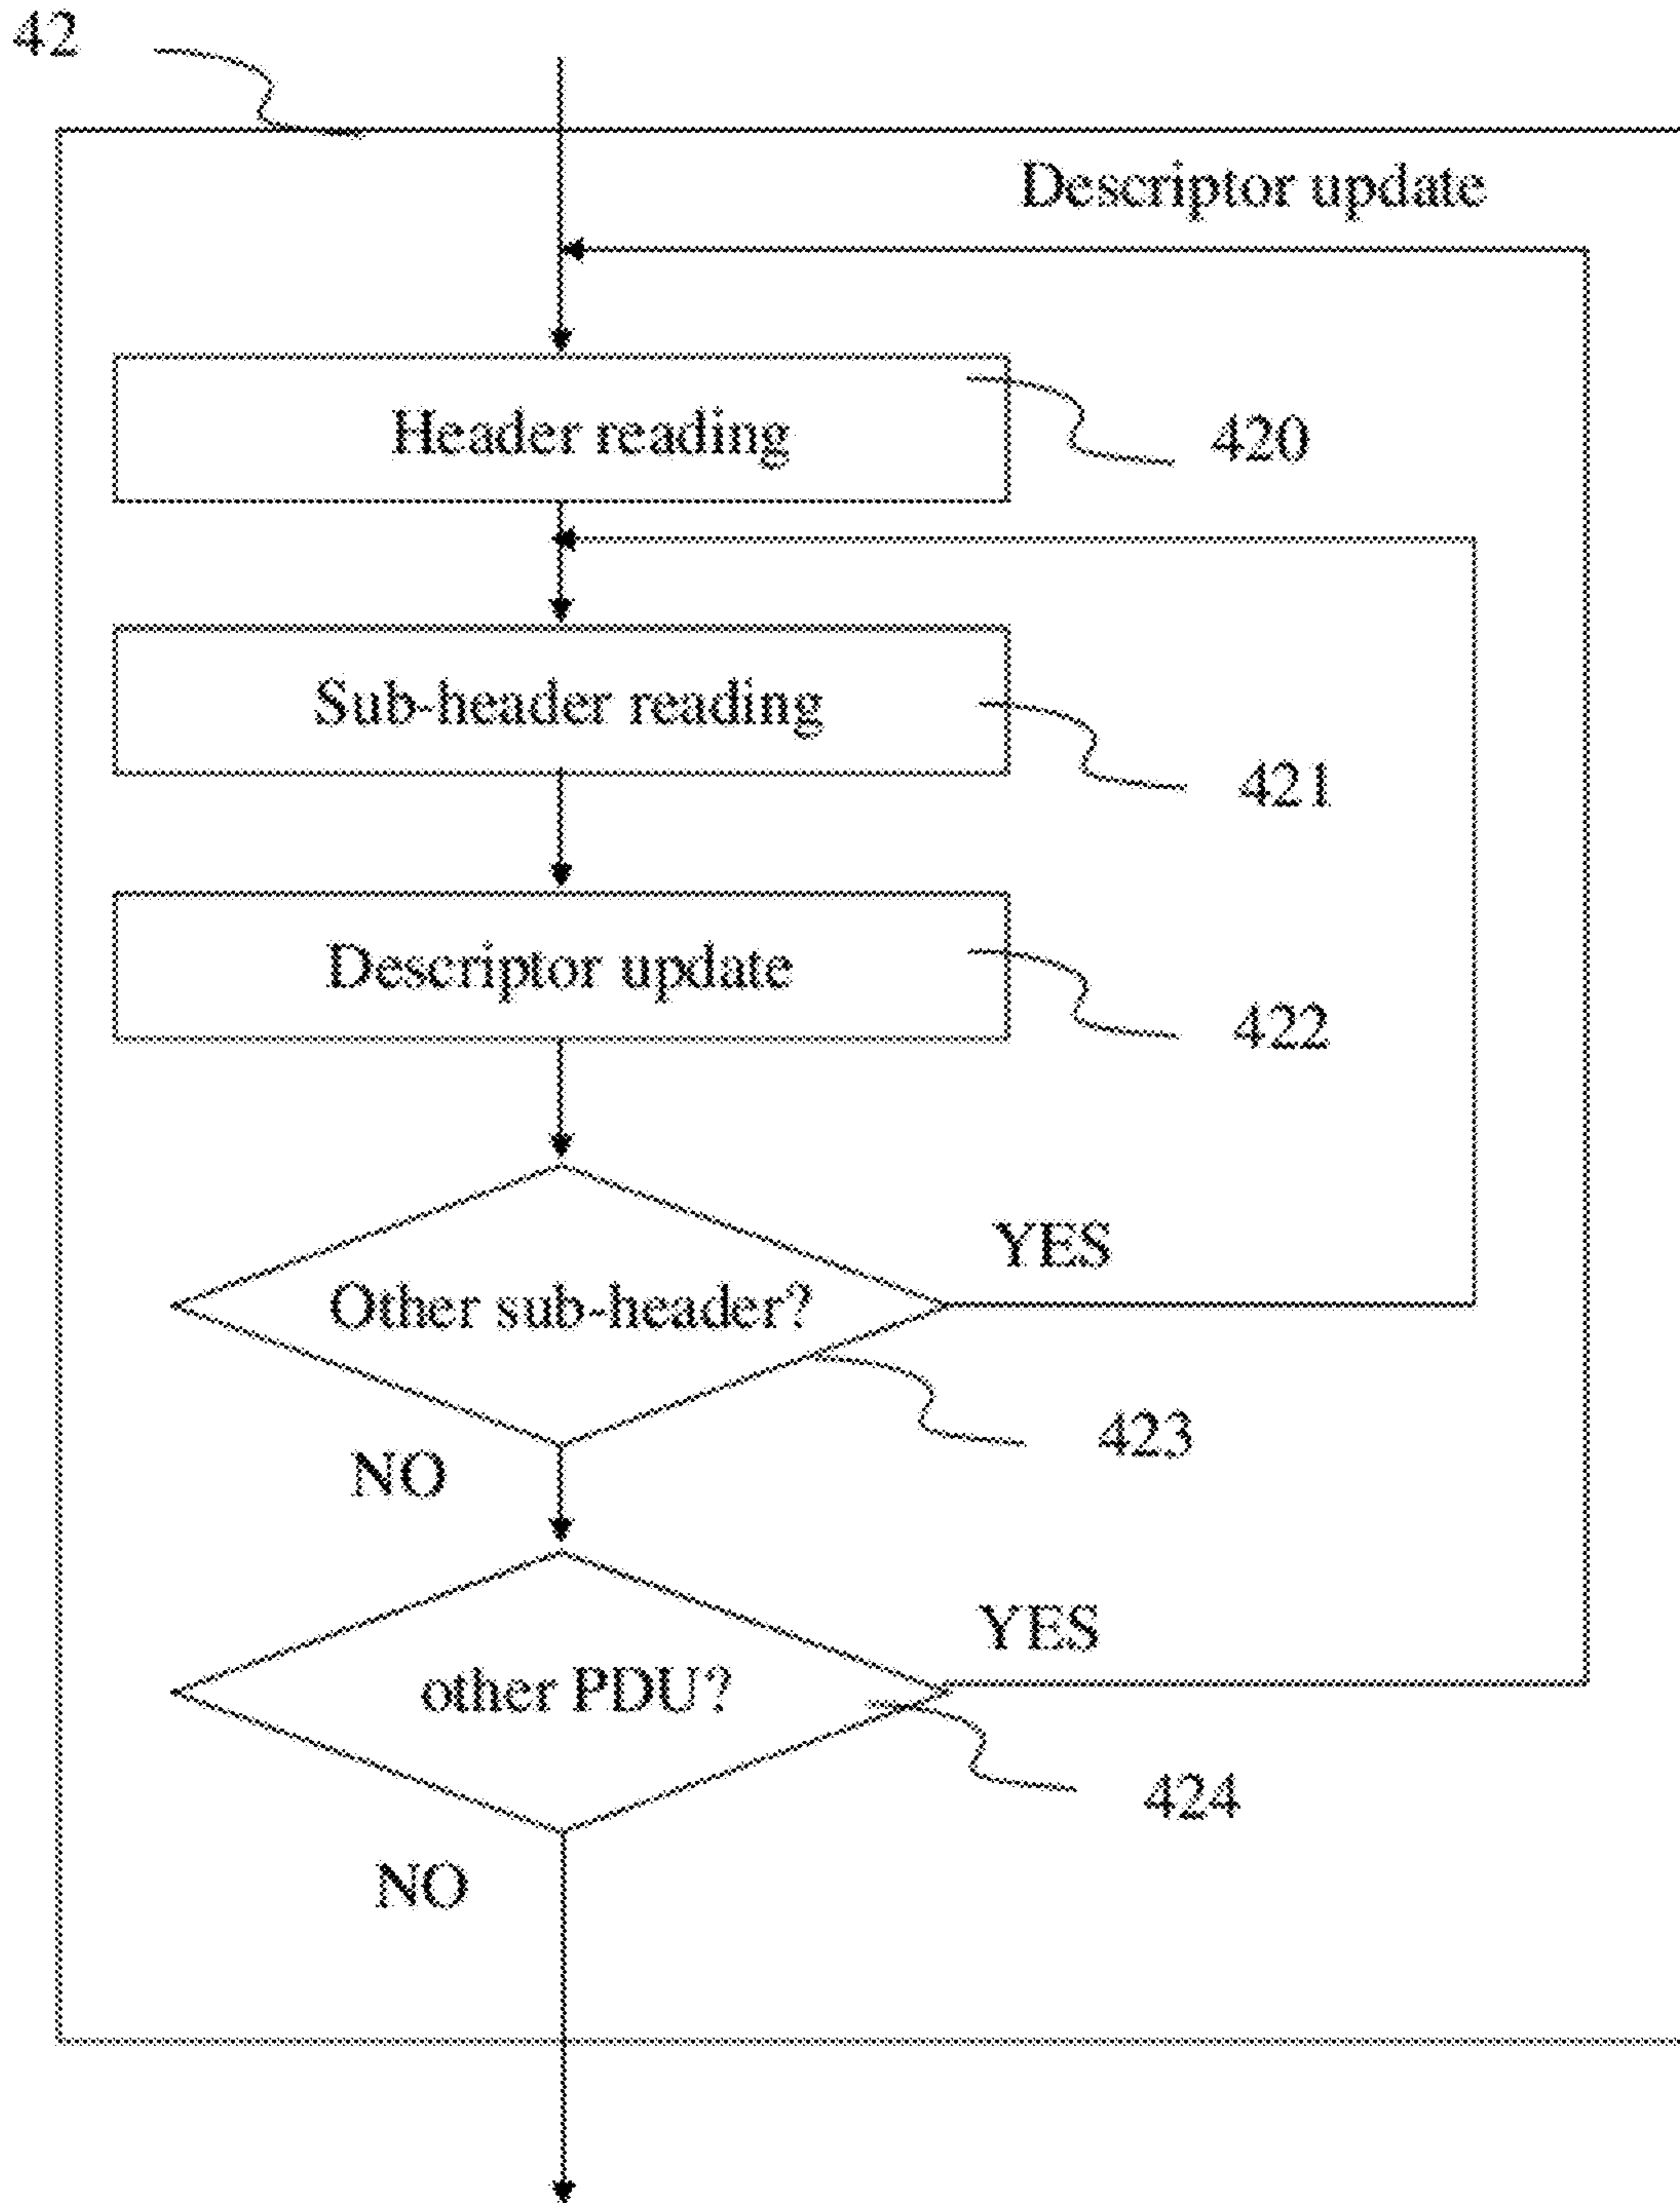 42
Descriptor update
Header reading
420
Sub-header reading
421
Descriptor update
422
YES
Other sub-header?
423
NO
YES
other PDU?
424
NO